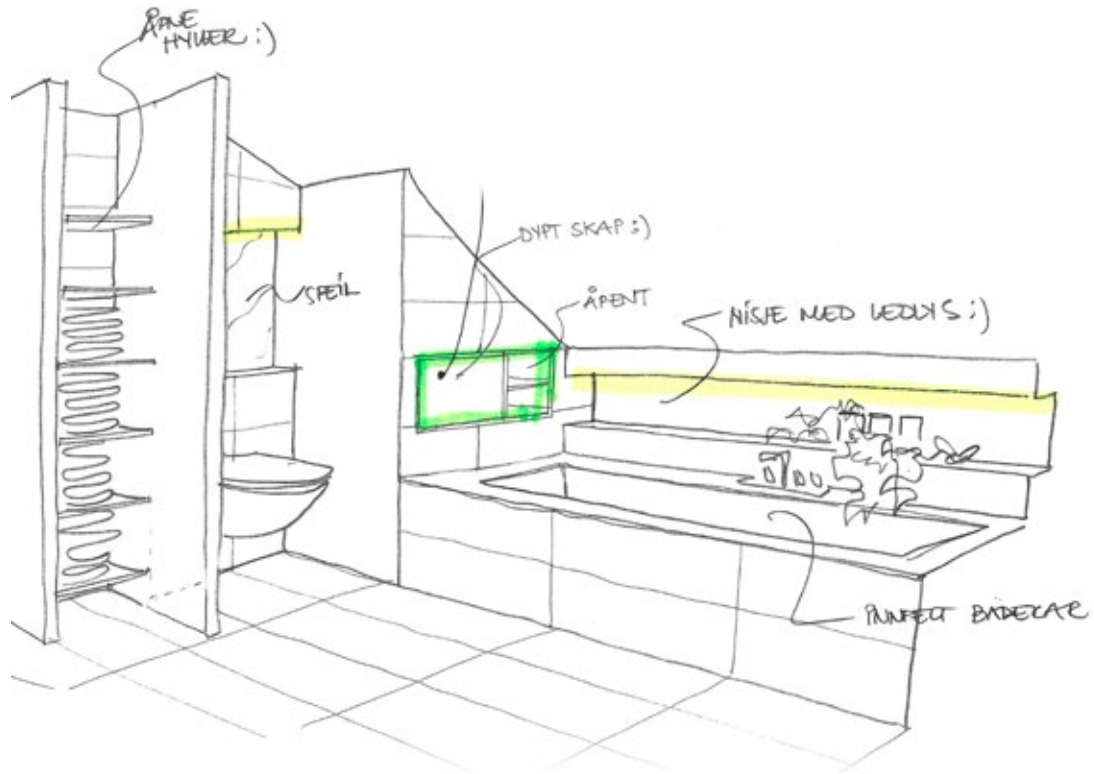 ÅPNE
HYLLER :)
SPEIL
DYPT SKAP :)
ÅPENT
NISJE MED LEDLYS :)
INNFELT BADEKAR